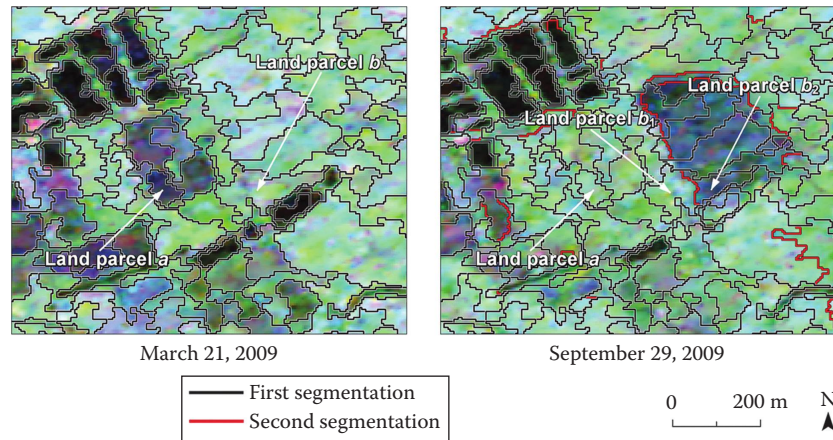 Land parcel b
Land parcel a
March 21, 2009
Land parcel b₁
Land parcel b₂
Land parcel a
September 29, 2009
First segmentation
Second segmentation
0 200 m
N